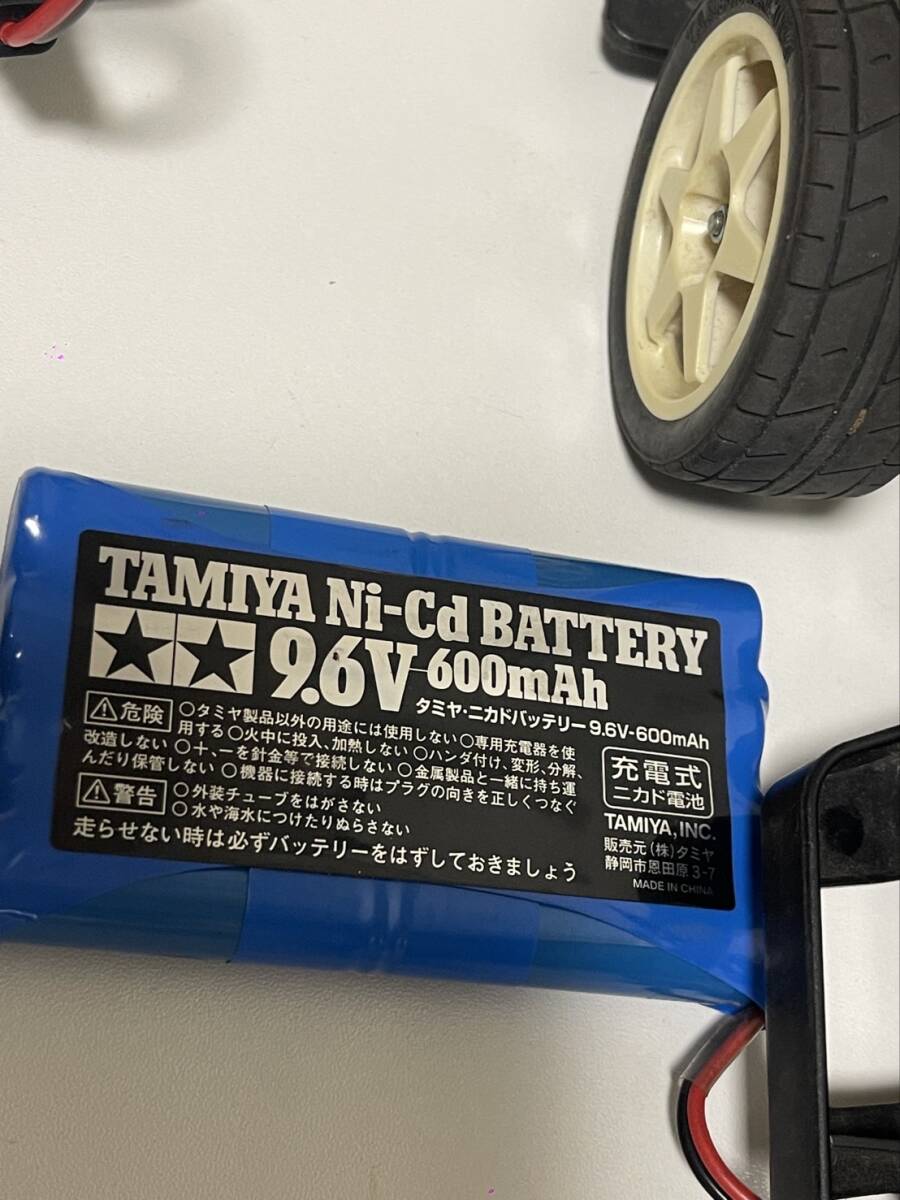 TAMIYA Ni-Cd BATTERY
9.6V-600mAh
タミヤ・ニカドバッテリー9.6V-600mAh
危険 ○タミヤ製品以外の用途には使用しない○専用充電器を使
用する○火中に投入、加熱しない○ハンダ付け、変形、分解、
改造しない○+、-を針金等で接続しない○金属製品と一緒に持ち運
んだり保管しない○機器に接続する時はプラグの向きを正しくつなぐ
警告 ○外装チューブをはがさない
○水や海水につけたりぬらさない
走らせない時は必ずバッテリーをはずしておきましょう
充電式
ニカド電池
TAMIYA, INC.
販売元(株)タミヤ
静岡市恩田原3-7
MADE IN CHINA